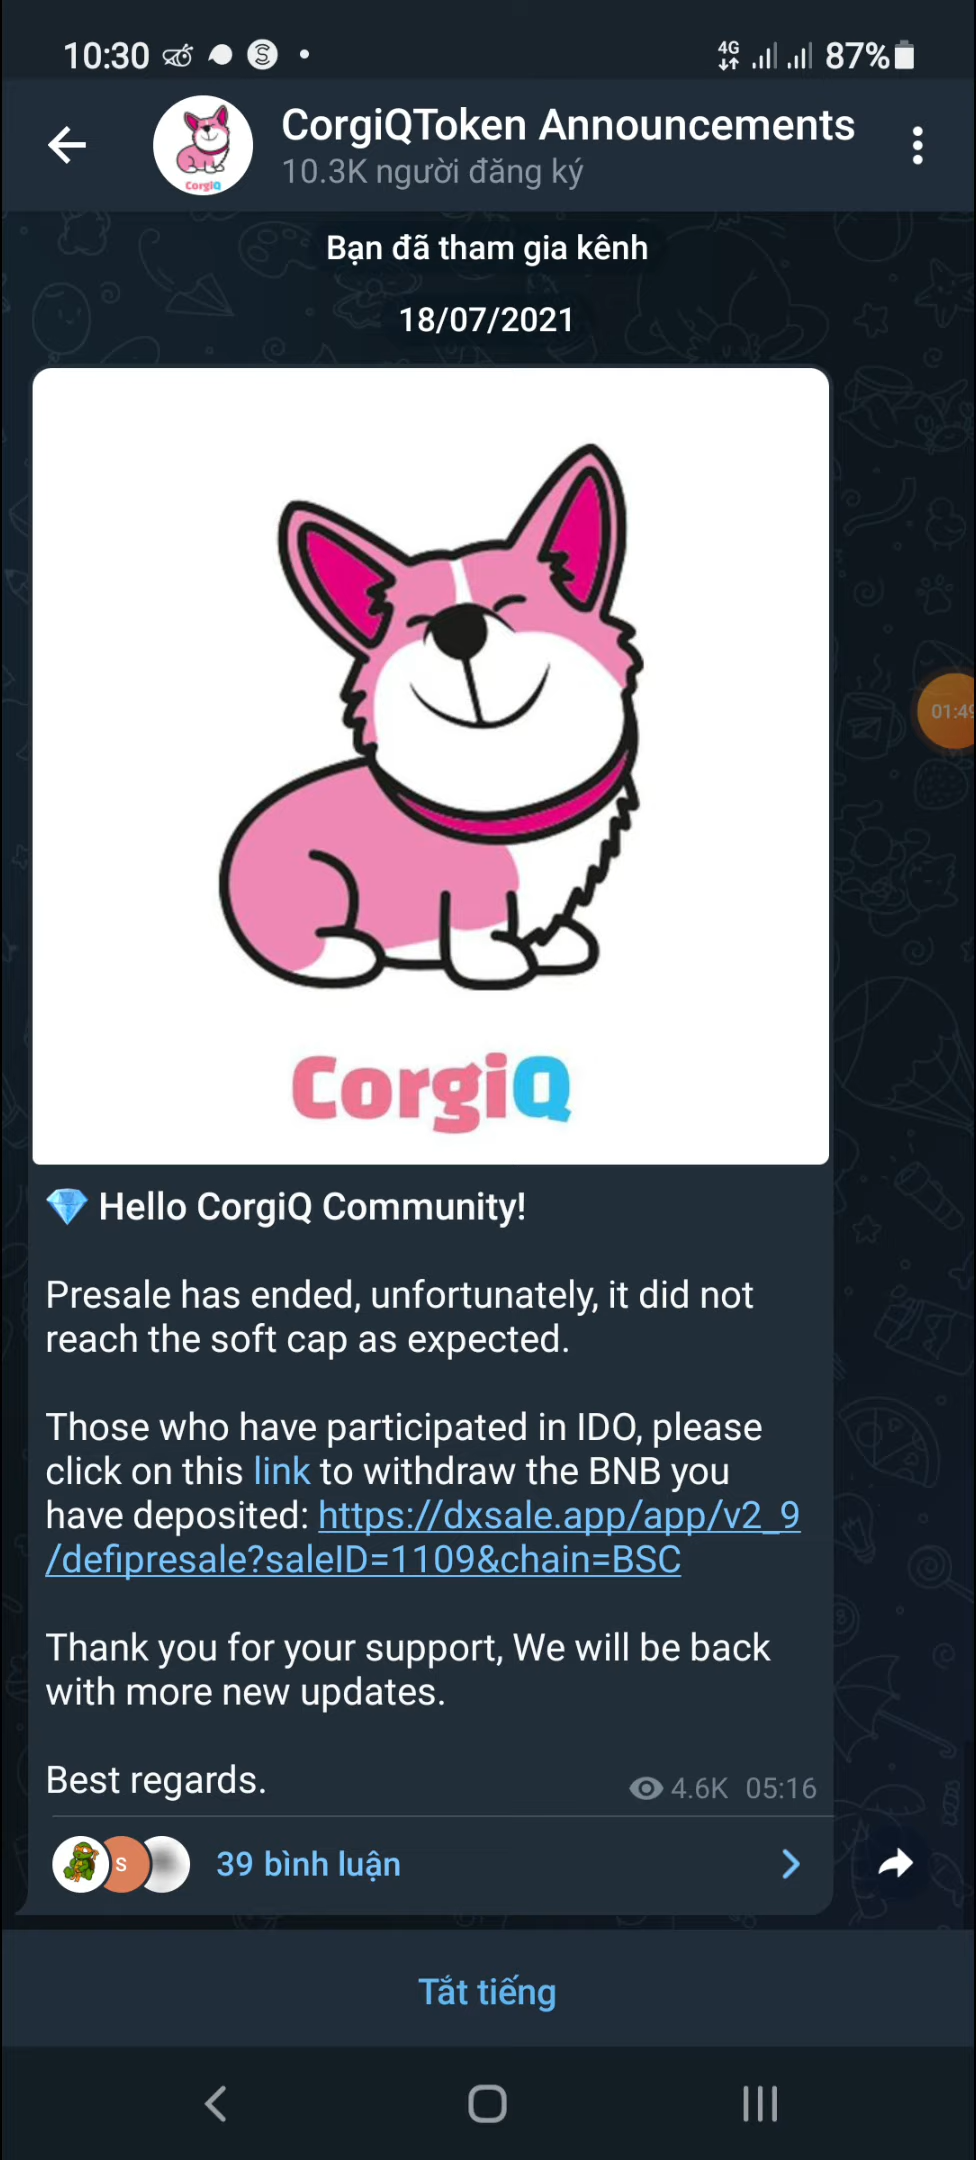 10:30
4G
87%
CorgiQ
CorgiQToken Announcements
10.3K người đăng ký
Bạn đã tham gia kênh
18/07/2021
CorgiQ
01:49
💎 Hello CorgiQ Community!
Presale has ended, unfortunately, it did not
reach the soft cap as expected.
Those who have participated in IDO, please
click on this link to withdraw the BNB you
have deposited: https://dxsale.app/app/v2_9
/defipresale?saleID=1109&chain=BSC
Thank you for your support, We will be back
with more new updates.
Best regards.
4.6K 05:16
S
39 bình luận
Tắt tiếng